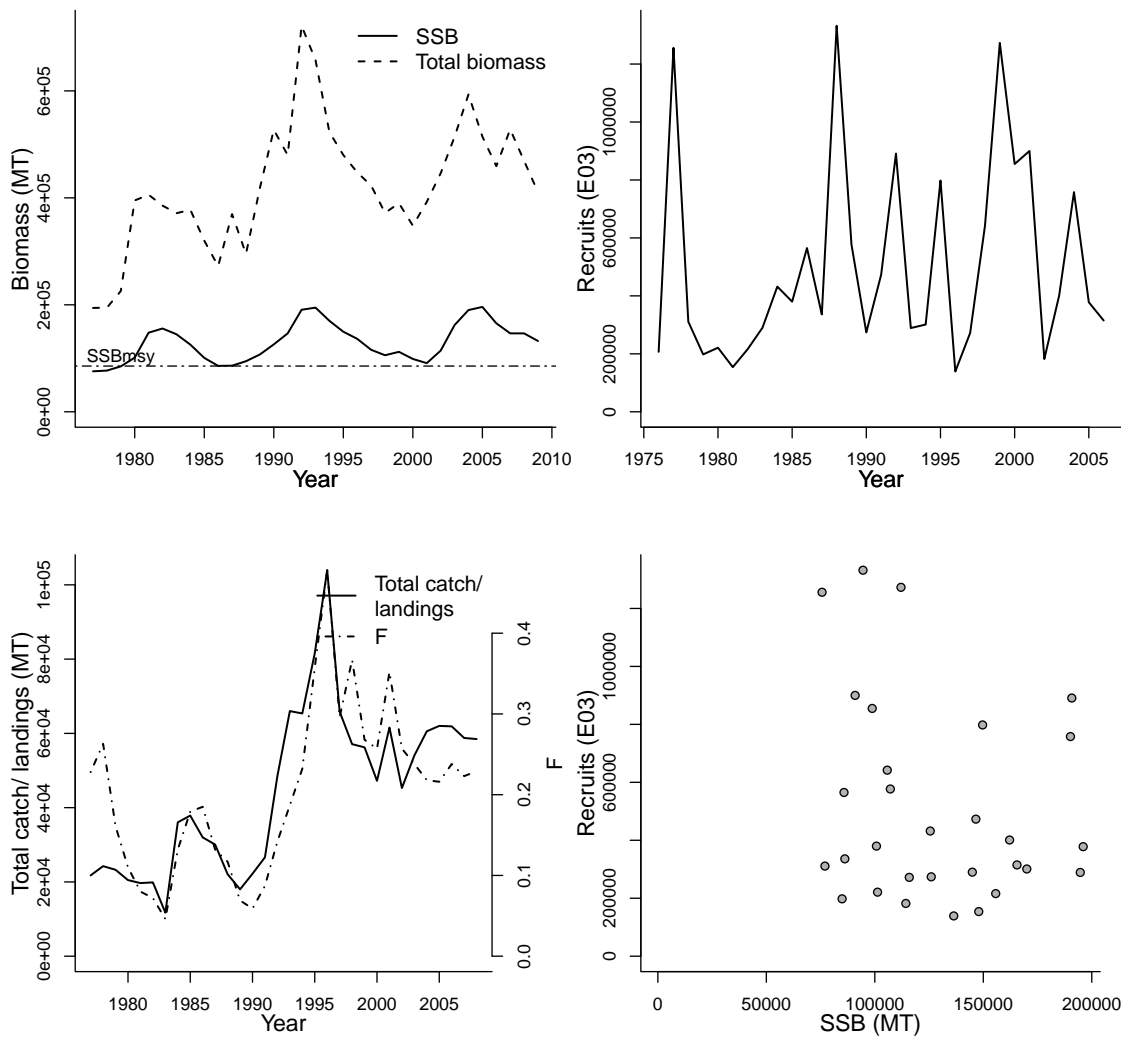 SSB
Total biomass
Biomass (MT)
6e+05
4e+05
2e+05
0e+00
SSBmsy
1980 1985 1990 1995 2000 2005 2010
Year
Recruits (E03)
1000000
600000
200000
0
1975 1980 1985 1990 1995 2000 2005
Year
Total catch/
landings
F
Total catch/ landings (MT)
1e+05
8e+04
6e+04
4e+04
2e+04
0e+00
0.4
0.3
0.2
0.1
0.0
F
1980 1985 1990 1995 2000 2005
Year
Recruits (E03)
1000000
600000
200000
0
0 50000 100000 150000 200000
SSB (MT)